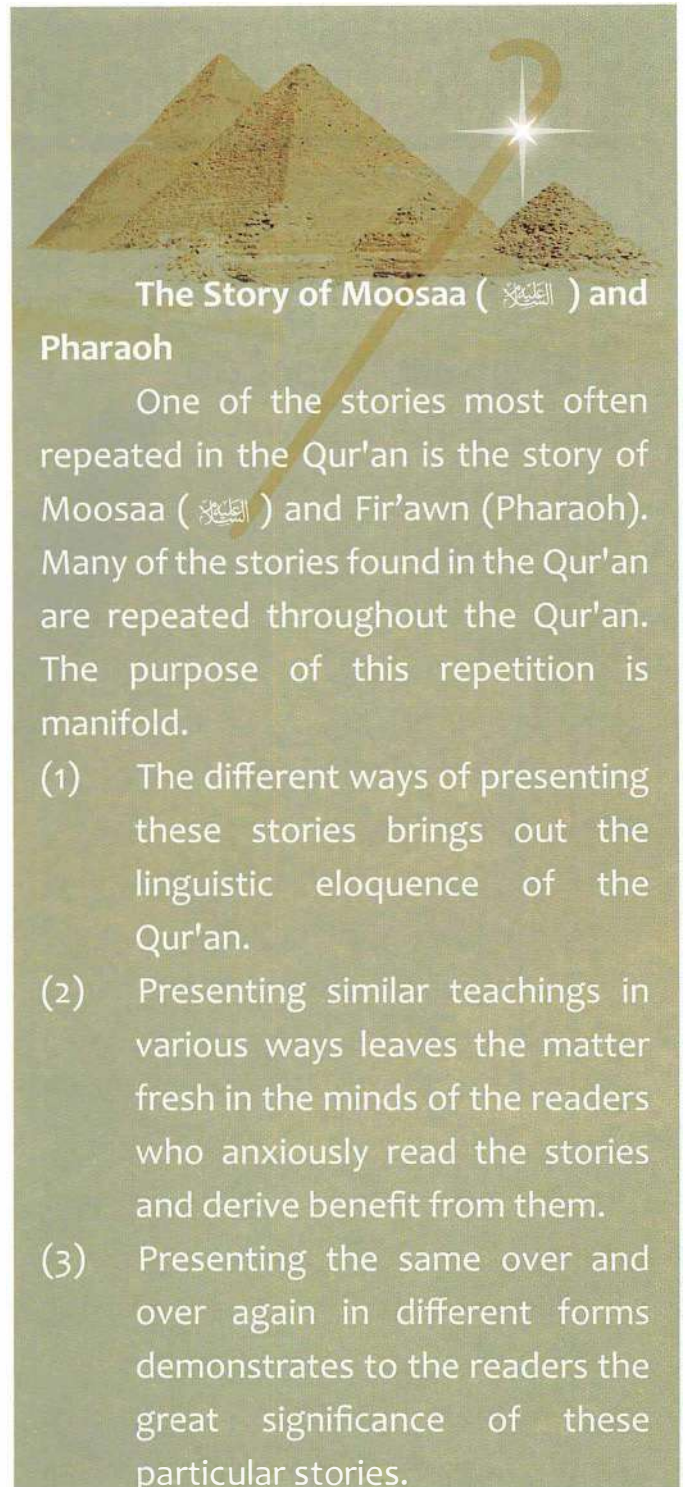 The Story of Moosaa ( عليه السلام ) and
Pharaoh
One of the stories most often
repeated in the Qur'an is the story of
Moosaa ( عليه السلام ) and Fir’awn (Pharaoh).
Many of the stories found in the Qur'an
are repeated throughout the Qur'an.
The purpose of this repetition is
manifold.
(1) The different ways of presenting
these stories brings out the
linguistic eloquence of the
Qur'an.
(2) Presenting similar teachings in
various ways leaves the matter
fresh in the minds of the readers
who anxiously read the stories
and derive benefit from them.
(3) Presenting the same over and
over again in different forms
demonstrates to the readers the
great significance of these
particular stories.